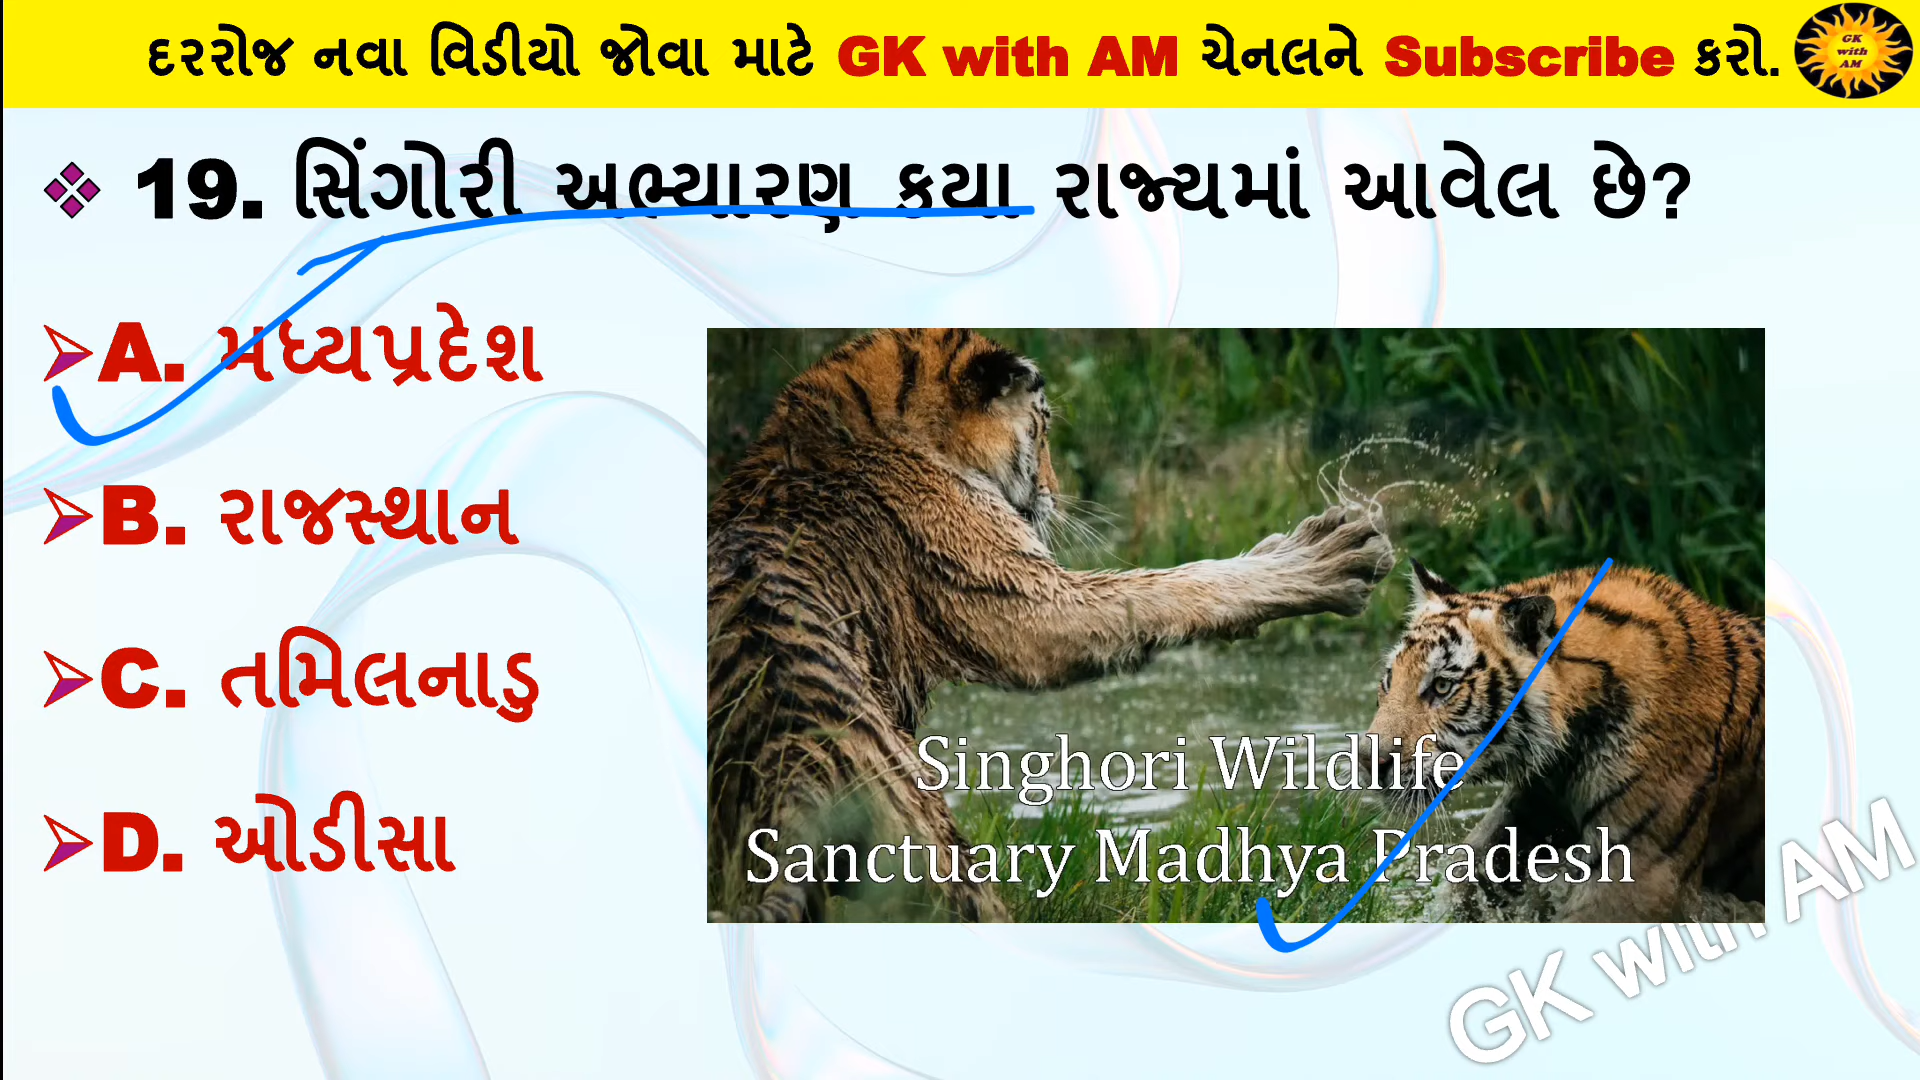 દરરોજ નવા વિડીયો જોવા માટે GK with AM ચેનલને Subscribe કરો.
GK
with
AM
19. સિંગોરી અભ્યારણ કયા રાજ્યમાં આવેલ છે?
A. મધ્યપ્રદેશ
B. રાજસ્થાન
C. તમિલનાડુ
D. ઓડીસા
Singhori Wildlife
Sanctuary Madhya Pradesh
GK with AM